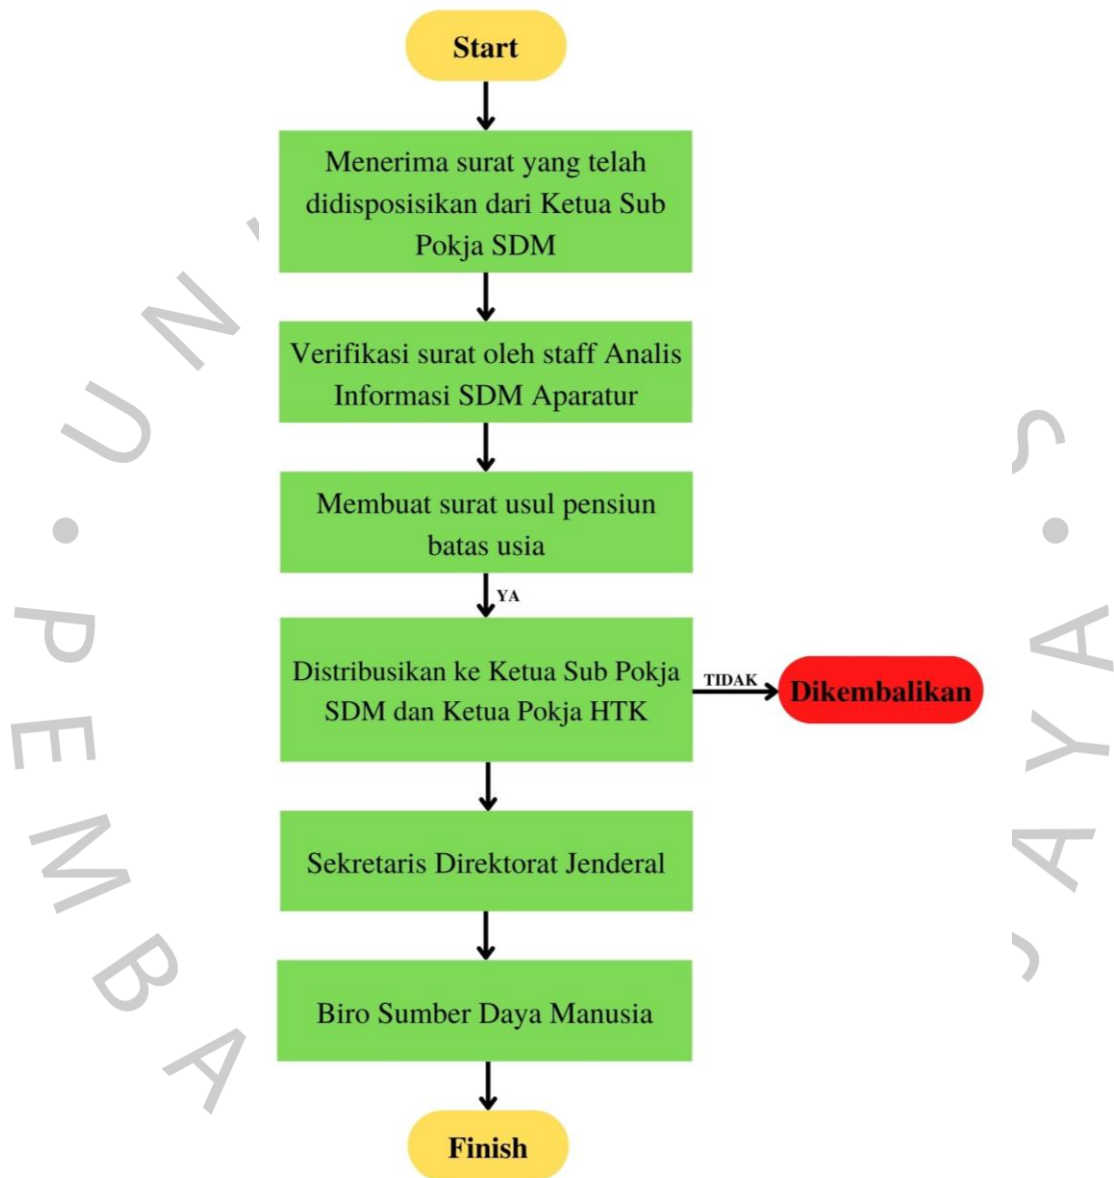 Start
Menerima surat yang telah
didisposisikan dari Ketua Sub
Pokja SDM
Verifikasi surat oleh staff Analis
Informasi SDM Aparatur
Membuat surat usul pensiun
batas usia
YA
Distribusikan ke Ketua Sub Pokja
SDM dan Ketua Pokja HTK
TIDAK
Dikembalikan
Sekretaris Direktorat Jenderal
Biro Sumber Daya Manusia
Finish
U N
P E M B A
J A Y A
S